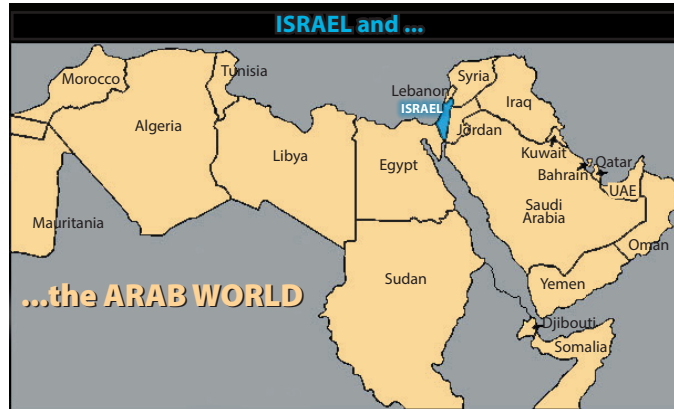 ISRAEL and ...
Morocco
Tunisia
Algeria
Libya
Egypt
Mauritania
Sudan
Lebanon
Syria
ISRAEL
Iraq
Jordan
Kuwait
Qatar
Bahrain
UAE
Saudi
Arabia
Oman
Yemen
Djibouti
Somalia
...the ARAB WORLD